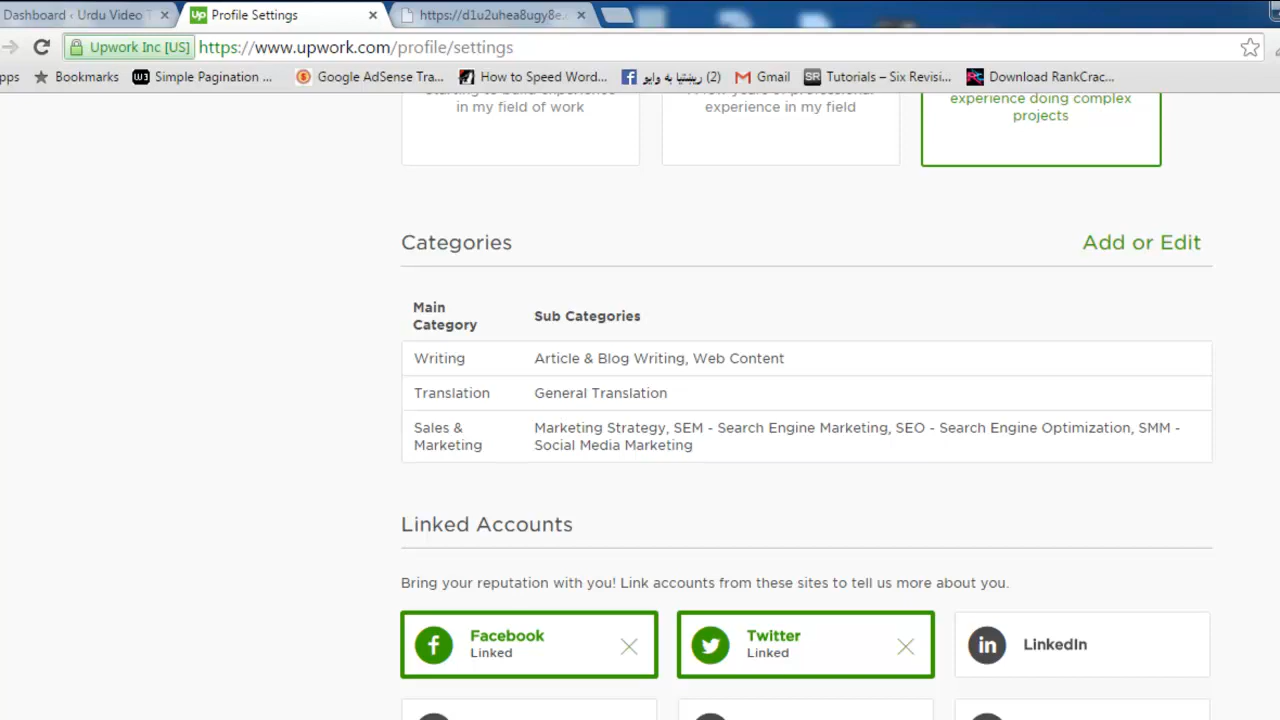 Dashboard ‹ Urdu Video T
Profile Settings
https://d1u2uhea8ugy8e.
Upwork Inc [US] https://www.upwork.com/profile/settings
pps Bookmarks Simple Pagination ... Google AdSense Tra... How to Speed Word... (2) ریښتیا به وایو Gmail Tutorials – Six Revisi... Download RankCrac...
in my field of work
experience in my field
experience doing complex
projects
Categories
Add or Edit
Main
Category
Sub Categories
Writing
Article & Blog Writing, Web Content
Translation
General Translation
Sales &
Marketing
Marketing Strategy, SEM - Search Engine Marketing, SEO - Search Engine Optimization, SMM -
Social Media Marketing
Linked Accounts
Bring your reputation with you! Link accounts from these sites to tell us more about you.
Facebook
Linked
Twitter
Linked
LinkedIn